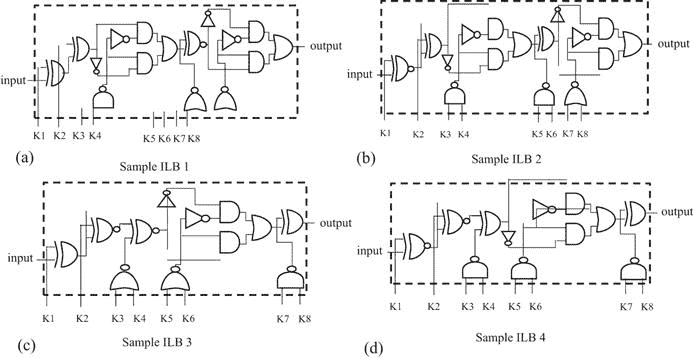 output
input
K1 K2 K3 K4 K5 K6 K7 K8
(a)
Sample ILB 1
output
input
K1 K2 K3 K4 K5 K6 K7 K8
(b)
Sample ILB 2
output
input
K1 K2 K3 K4 K5 K6 K7 K8
(c)
Sample ILB 3
output
input
K1 K2 K3 K4 K5 K6 K7 K8
(d)
Sample ILB 4